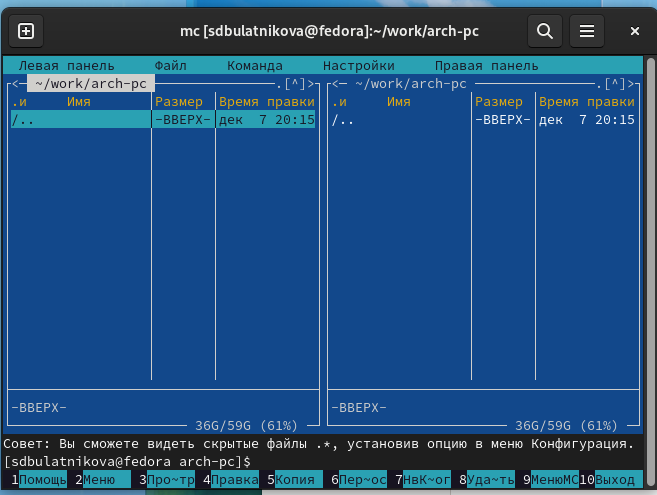 mc [sdbulatnikova@fedora]:~/work/arch-pc
Левая панель Файл Команда Настройки Правая панель
<─ ~/work/arch-pc ─.[^]>
<─ ~/work/arch-pc ─.[^]>
.и Имя Размер Время правки .и Имя Размер Время правки
/.. -ВВЕРХ- дек 7 20:15 /.. -ВВЕРХ- дек 7 20:15
-ВВЕРХ- -ВВЕРХ-
36G/59G (61%) 36G/59G (61%)
Совет: Вы сможете видеть скрытые файлы .*, установив опцию в меню Конфигурация.
[sdbulatnikova@fedora arch-pc]$
1Помощь 2Меню 3Про~тр 4Правка 5Копия 6Пер~ос 7НвК~ог 8Уда~ть 9МенюМС 10Выход